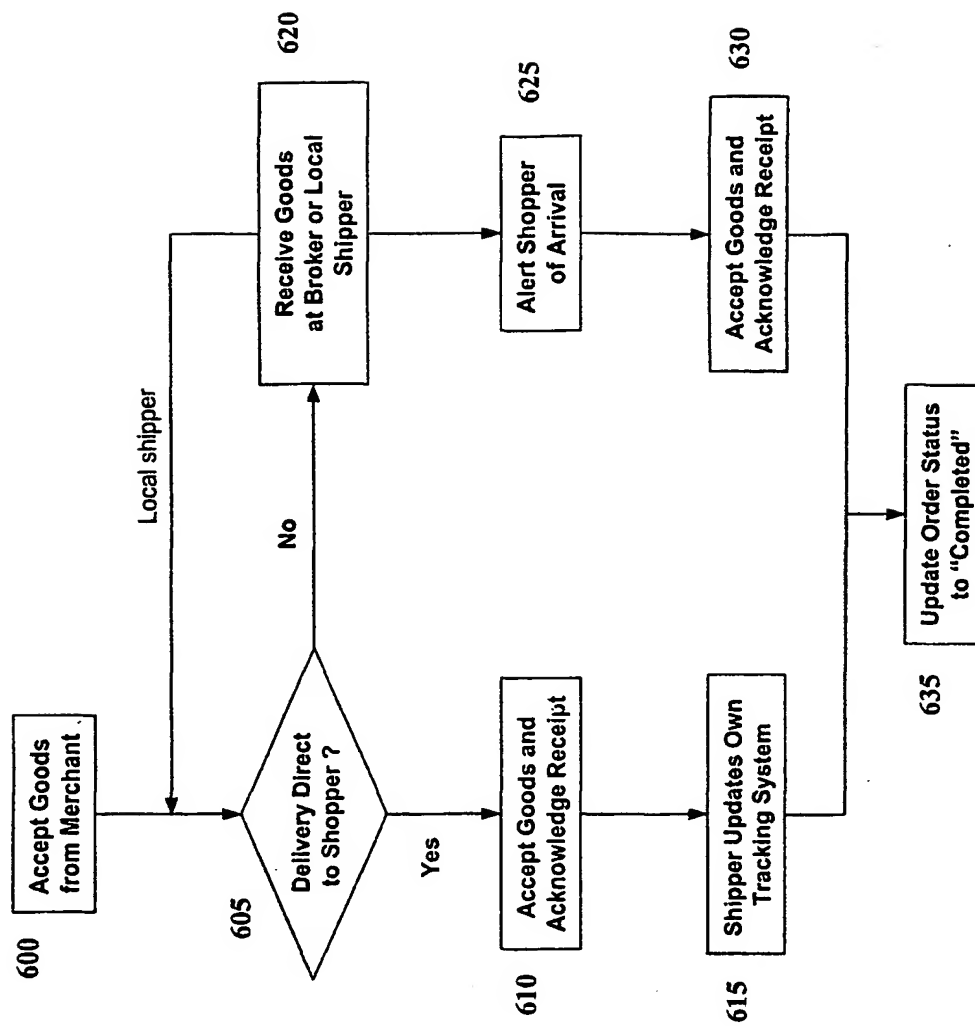 600
Accept Goods
from Merchant
Local shipper
605
Delivery Direct
to Shopper ?
No
Yes
620
Receive Goods
at Broker or Local
Shipper
610
Accept Goods and
Acknowledge Receipt
625
Alert Shopper
of Arrival
615
Shipper Updates Own
Tracking System
630
Accept Goods and
Acknowledge Receipt
635
Update Order Status
to “Completed”